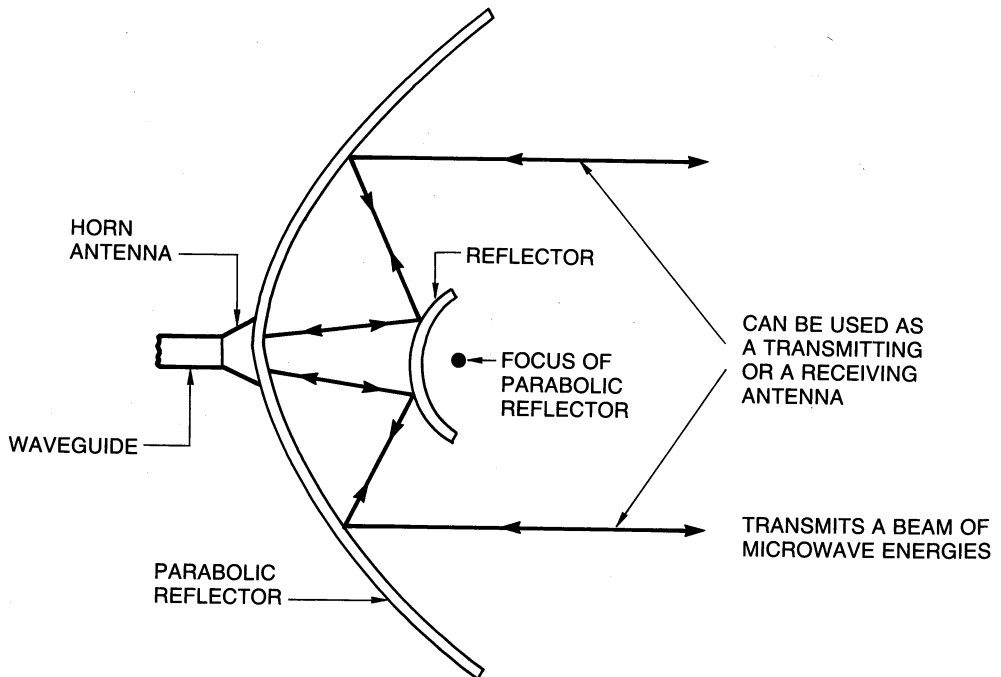 HORN
ANTENNA
REFLECTOR
FOCUS OF
PARABOLIC
REFLECTOR
CAN BE USED AS
A TRANSMITTING
OR A RECEIVING
ANTENNA
WAVEGUIDE
TRANSMITS A BEAM OF
MICROWAVE ENERGIES
PARABOLIC
REFLECTOR